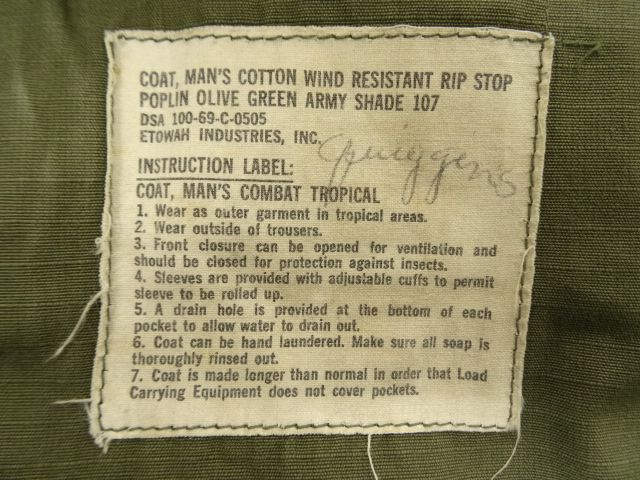 COAT, MAN'S COTTON WIND RESISTANT RIP STOP
POPLIN OLIVE GREEN ARMY SHADE 107
DSA 100-69-C-0505
ETOWAH INDUSTRIES, INC.
INSTRUCTION LABEL:
COAT, MAN'S COMBAT TROPICAL
1. Wear as outer garment in tropical areas.
2. Wear outside of trousers.
3. Front closure can be opened for ventilation and
should be closed for protection against insects.
4. Sleeves are provided with adjustable cuffs to permit
sleeve to be rolled up.
5. A drain hole is provided at the bottom of each
pocket to allow water to drain out.
6. Coat can be hand laundered. Make sure all soap is
thoroughly rinsed out.
7. Coat is made longer than normal in order that Load
Carrying Equipment does not cover pockets.